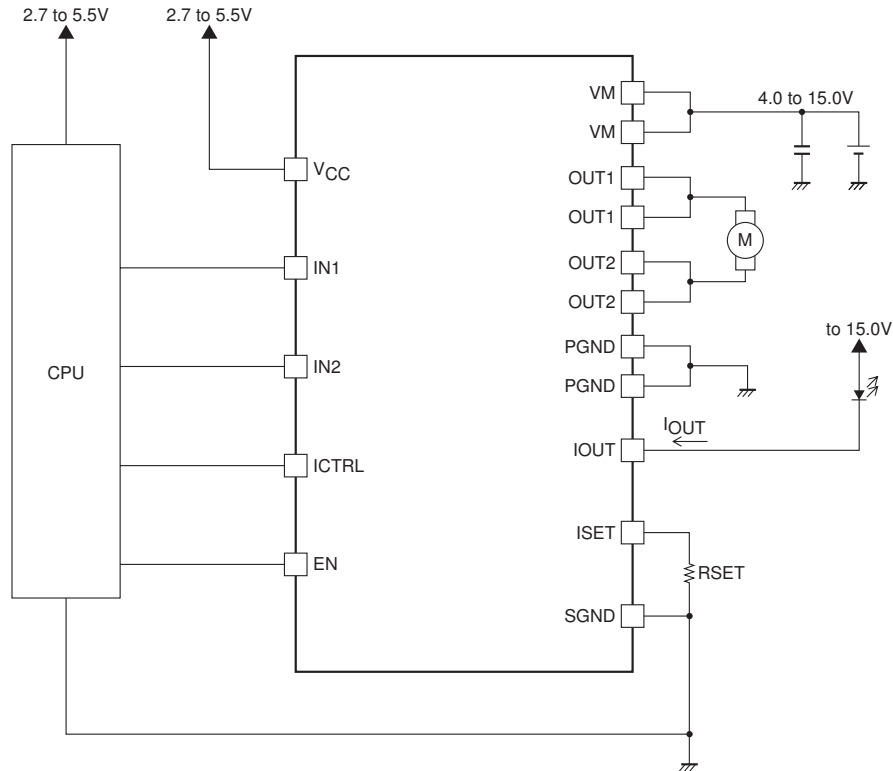 2.7 to 5.5V
2.7 to 5.5V
VM
4.0 to 15.0V
VM
VCC
OUT1
OUT1
M
IN1
OUT2
OUT2
to 15.0V
PGND
CPU
IN2
PGND
IOUT
IOUT
ICTRL
ISET
EN
RSET
SGND